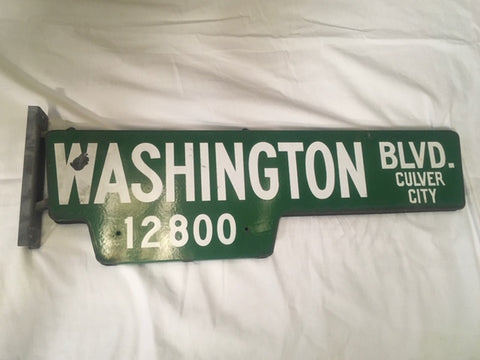 WASHINGTON BLVD.
CULVER
CITY
12800